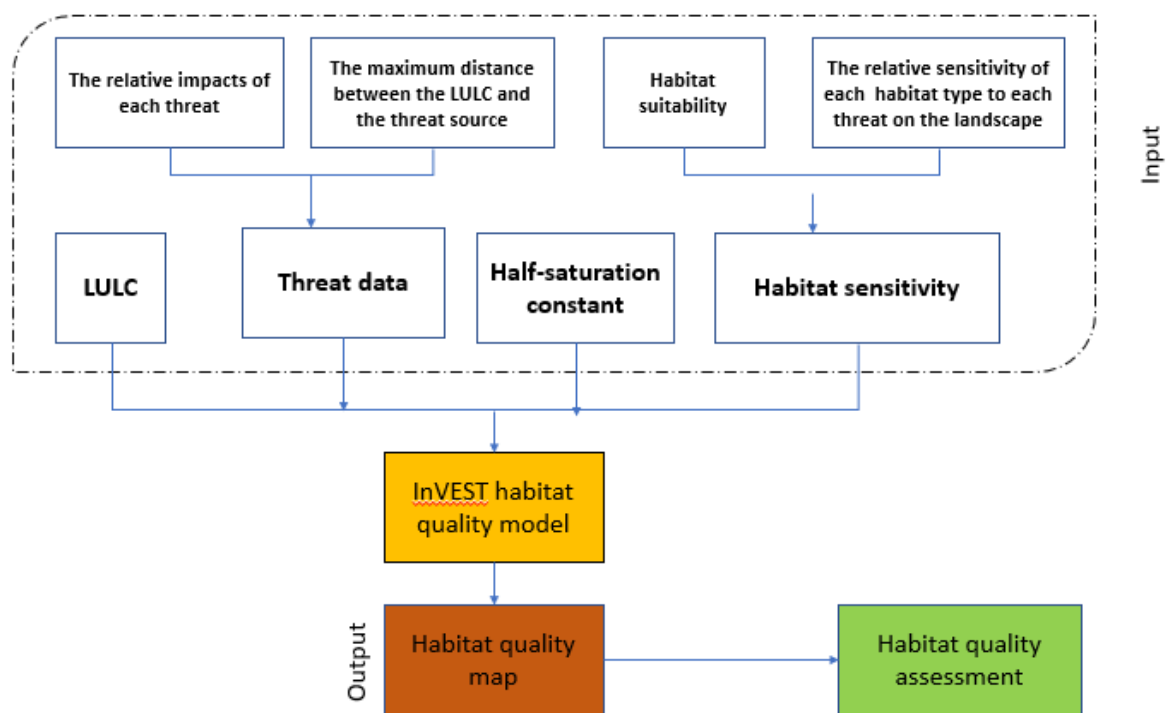 The relative impacts of
each threat
The maximum distance
between the LULC and
the threat source
Habitat
suitability
The relative sensitivity of
each habitat type to each
threat on the landscape
Input
LULC
Threat data
Half-saturation
constant
Habitat sensitivity
InVEST habitat
quality model
Output
Habitat quality
map
Habitat quality
assessment